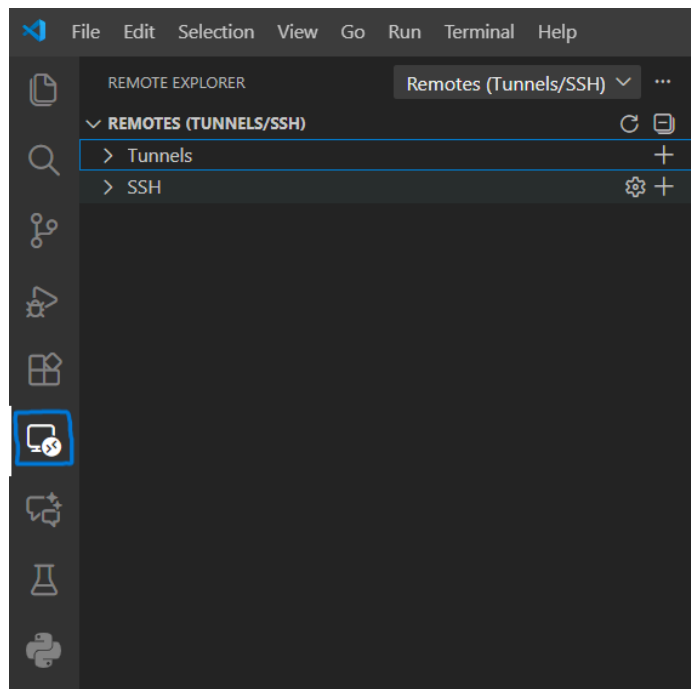 File Edit Selection View Go Run Terminal Help
REMOTE EXPLORER Remotes (Tunnels/SSH)
REMOTES (TUNNELS/SSH)
Tunnels
SSH